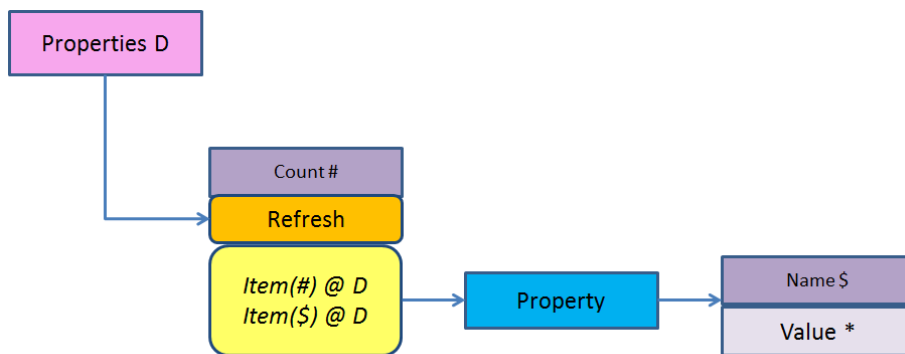 Properties D
Count #
Refresh
Item(#) @ D
Item($) @ D
Property
Name $
Value *